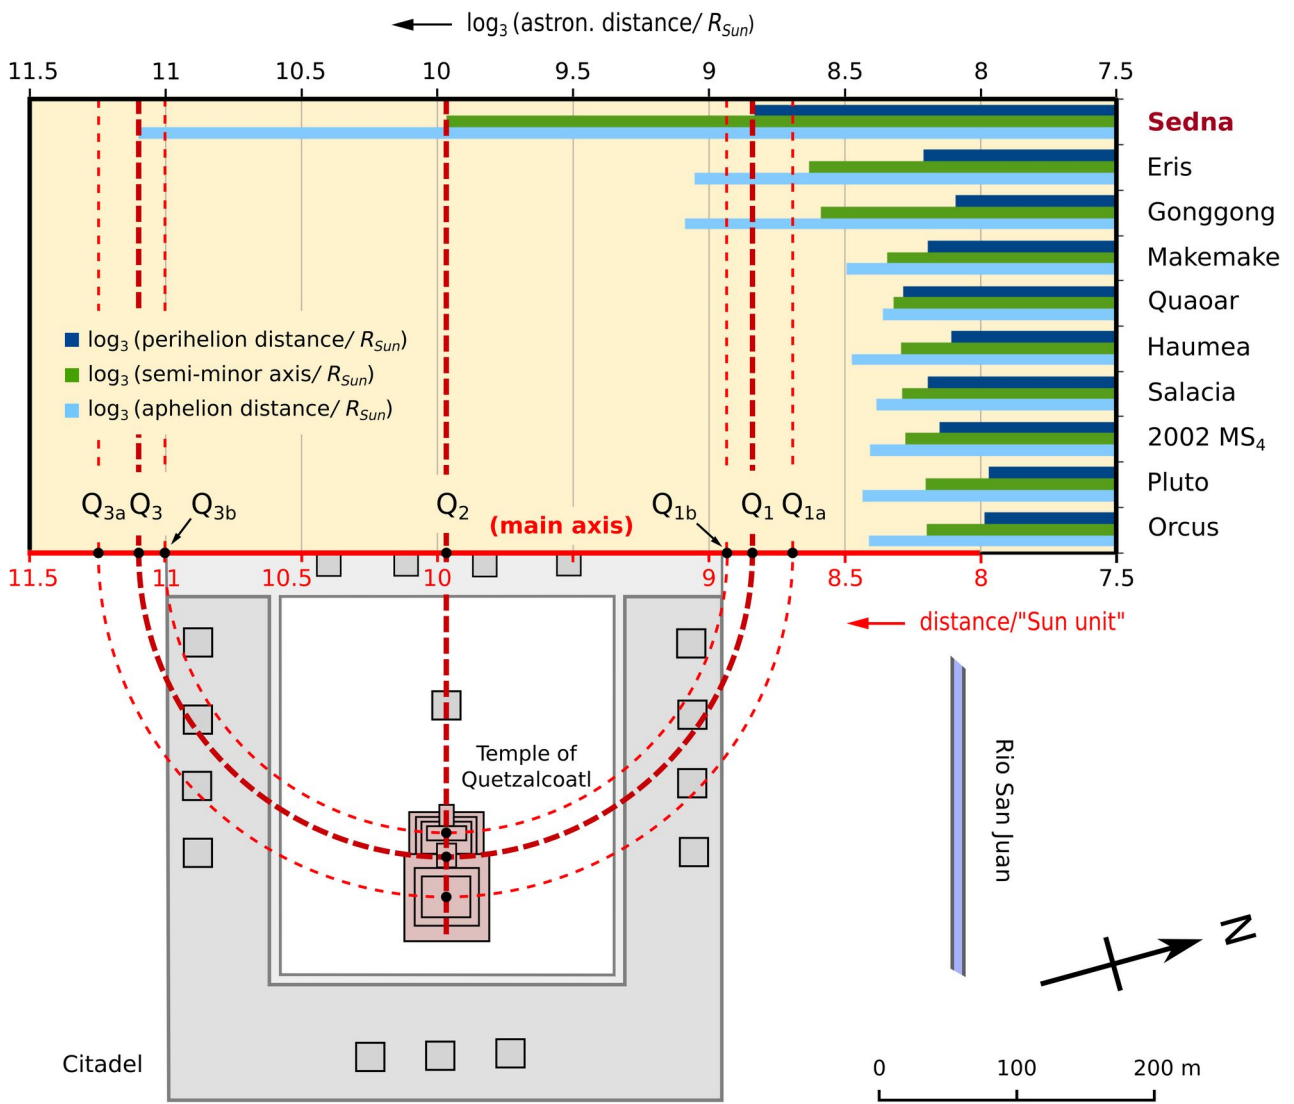 log₃ (astron. distance/ R_Sun)
11.5 11 10.5 10 9.5 9 8.5 8 7.5
Sedna
Eris
Gonggong
Makemake
Quaoar
log₃ (perihelion distance/ R_Sun)
Haumea
log₃ (semi-minor axis/ R_Sun)
Salacia
log₃ (aphelion distance/ R_Sun)
2002 MS₄
Pluto
Q3a Q3 Q3b Q2 Q1b Q1 Q1a
(main axis)
Orcus
11.5 11 10.5 10 9 8.5 8 7.5
distance/"Sun unit"
Temple of
Quetzalcoatl
Rio San Juan
N
Citadel
0 100 200 m